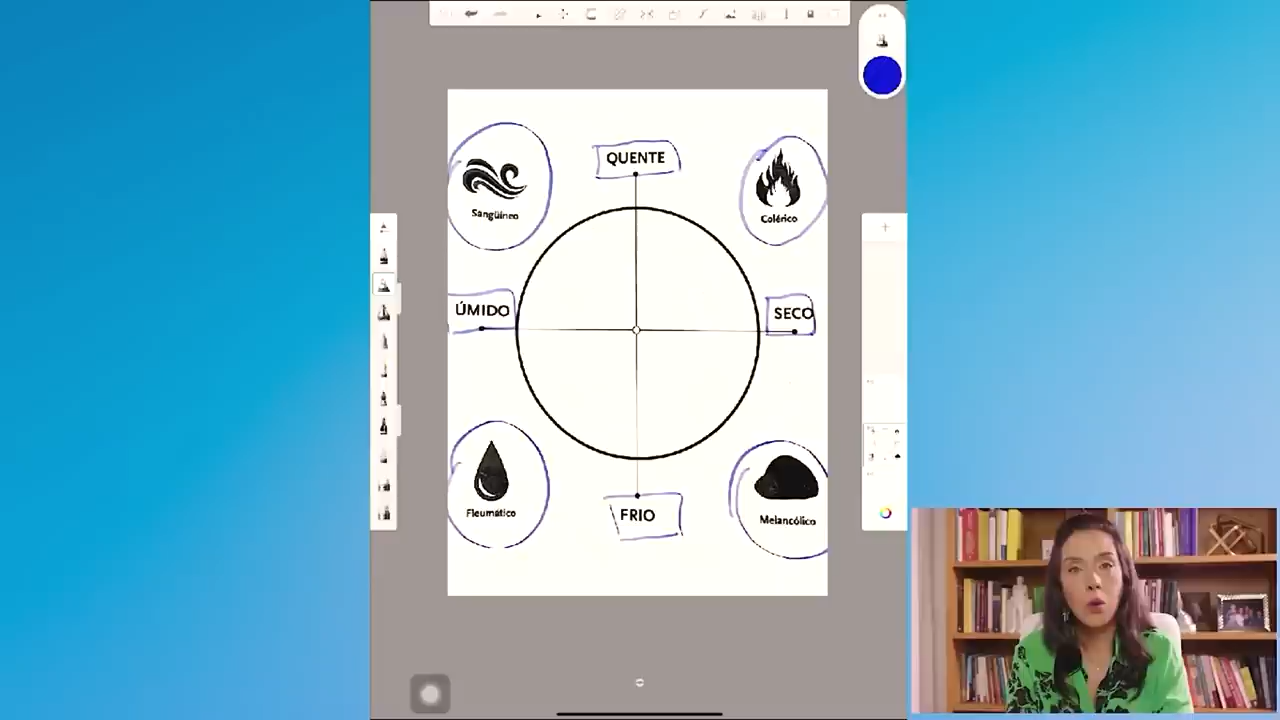 QUENTE
Sangüíneo
Colérico
ÚMIDO
SECO
Fleumático
FRIO
Melancólico